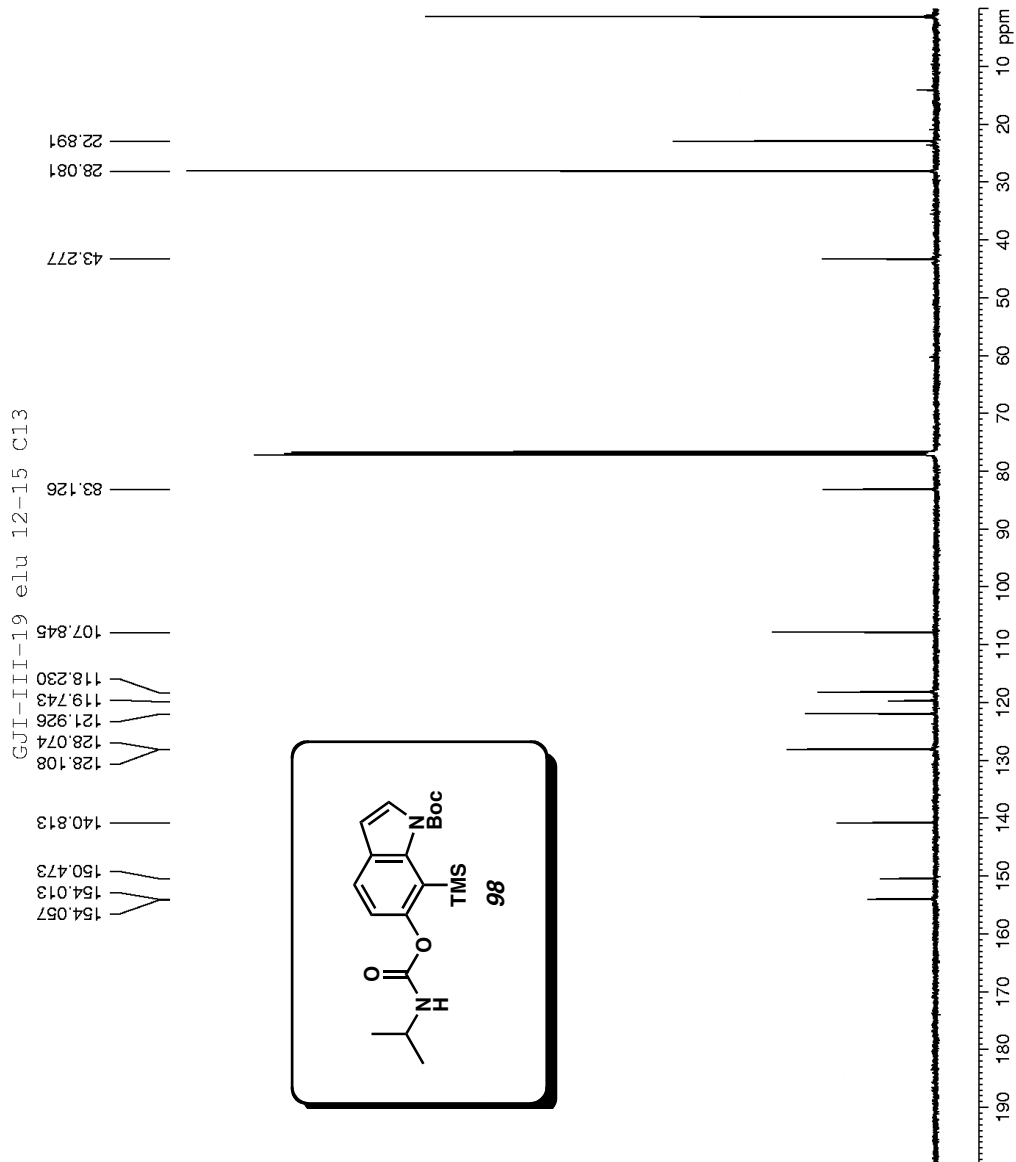 GJI-III-19 elu 12-15 C13
154.057
154.013
150.473
140.813
128.108
128.074
121.926
119.743
118.230
107.845
83.126
43.277
28.081
22.891
O
N
H
O
TMS
N
Boc
98
190 180 170 160 150 140 130 120 110 100 90 80 70 60 50 40 30 20 10 ppm